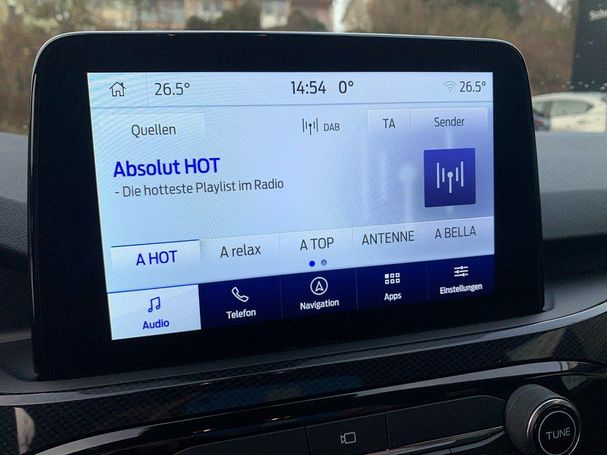 26.5° 14:54 0° 26.5°
Quellen DAB TA Sender
Absolut HOT
- Die hotteste Playlist im Radio
A HOT A relax A TOP ANTENNE A BELLA
Audio Telefon Navigation Apps Einstellungen
TUNE